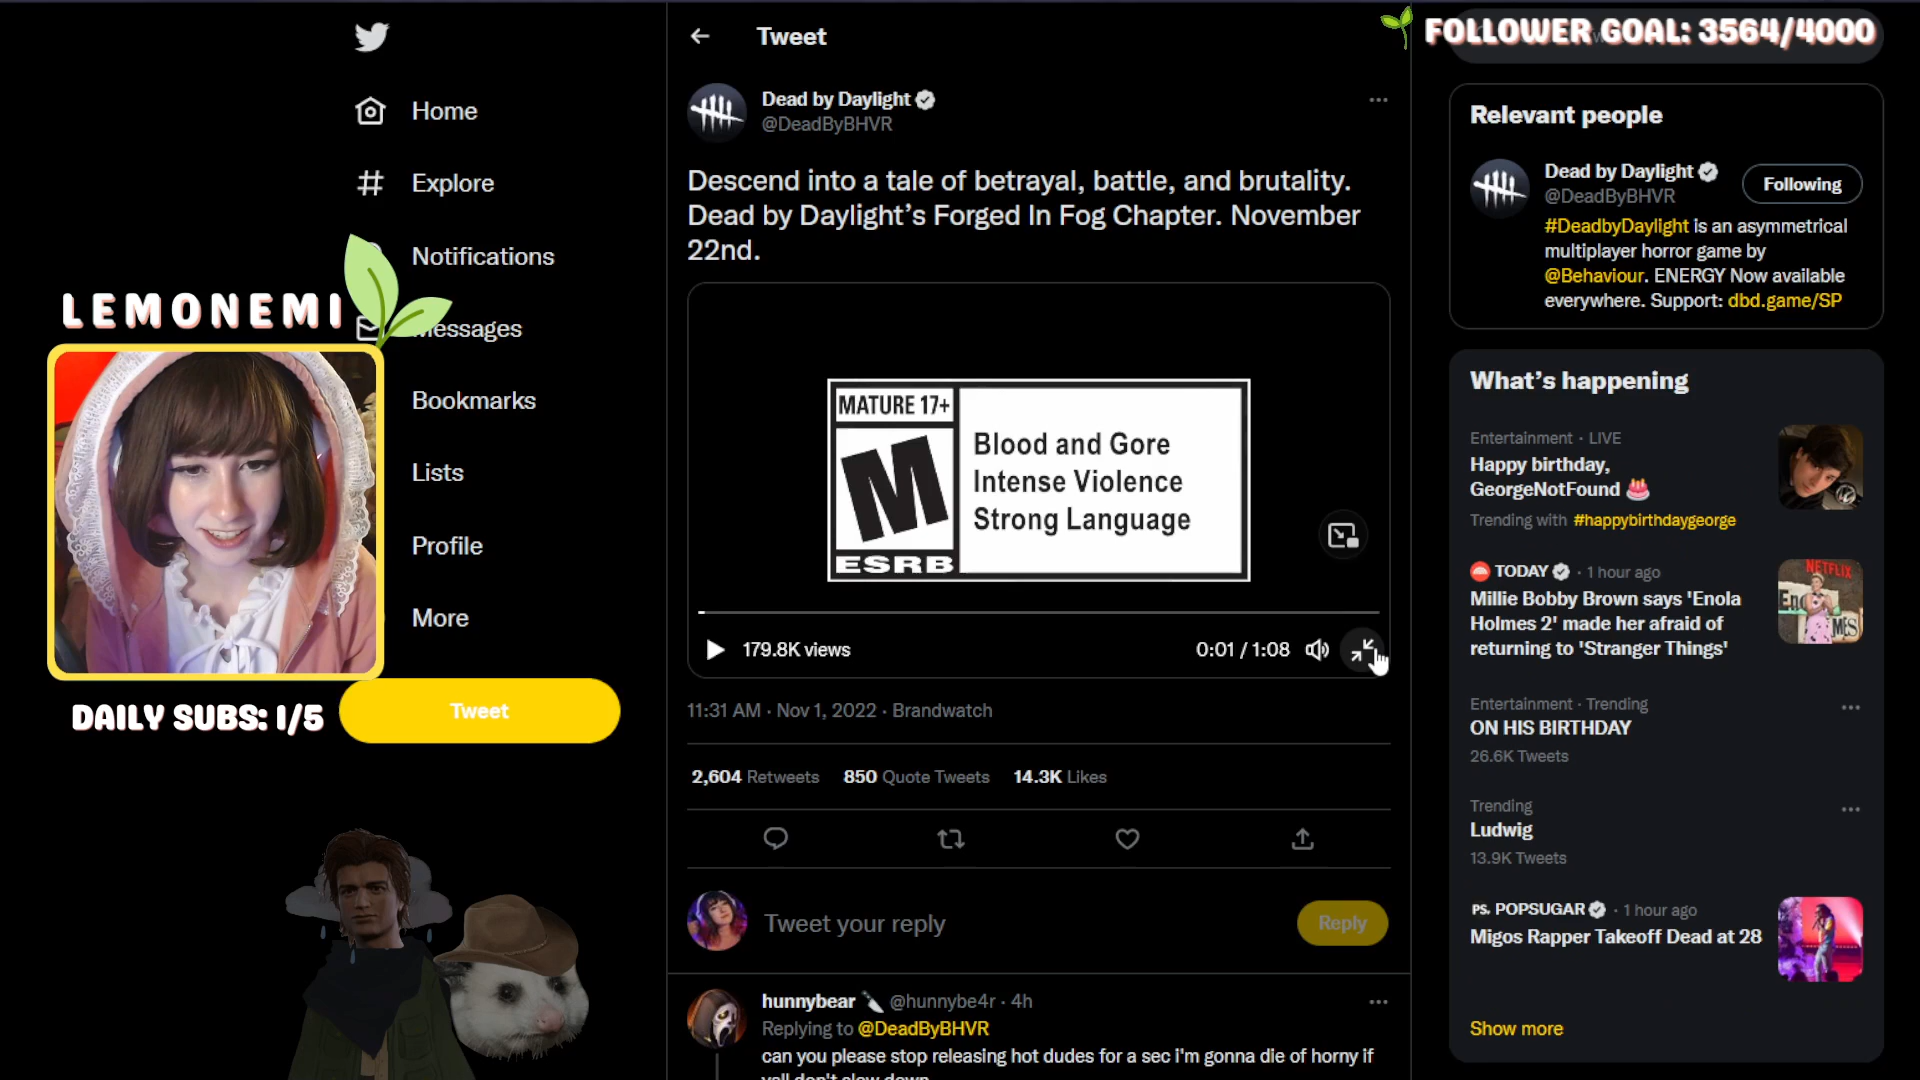 Home
Explore
Notifications
Messages
Bookmarks
Lists
Profile
More
Tweet
LEMONEMI
DAILY SUBS: 1/5
Tweet
Dead by Daylight
@DeadByBHVR
Descend into a tale of betrayal, battle, and brutality.
Dead by Daylight’s Forged In Fog Chapter. November
22nd.
MATURE 17+
M
ESRB
Blood and Gore
Intense Violence
Strong Language
179.8K views
0:01 / 1:08
11:31 AM · Nov 1, 2022 · Brandwatch
2,604 Retweets 850 Quote Tweets 14.3K Likes
Tweet your reply
Reply
hunnybear 🔪 @hunnybe4r · 4h
Replying to @DeadByBHVR
can you please stop releasing hot dudes for a sec i'm gonna die of horny if
yall don't slow down
FOLLOWER GOAL: 3564/4000
Relevant people
Dead by Daylight
@DeadByBHVR
Following
#DeadbyDaylight is an asymmetrical
multiplayer horror game by
@Behaviour. ENERGY Now available
everywhere. Support: dbd.game/SP
What’s happening
Entertainment · LIVE
Happy birthday,
GeorgeNotFound 🎂
Trending with #happybirthdaygeorge
TODAY · 1 hour ago
Millie Bobby Brown says 'Enola
Holmes 2' made her afraid of
returning to 'Stranger Things'
NETFLIX
Entertainment · Trending
ON HIS BIRTHDAY
26.6K Tweets
Trending
Ludwig
13.9K Tweets
PS. POPSUGAR · 1 hour ago
Migos Rapper Takeoff Dead at 28
Show more